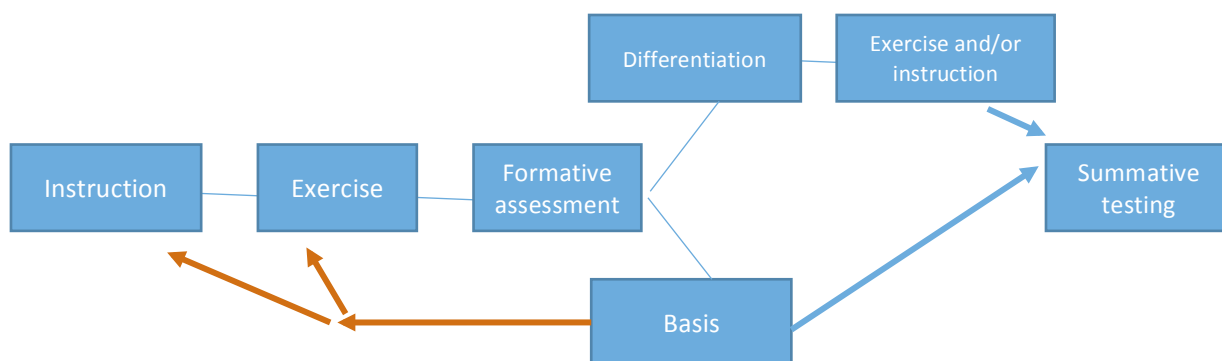 Differentiation
Exercise and/or
instruction
Instruction
Exercise
Formative
assessment
Summative
testing
Basis